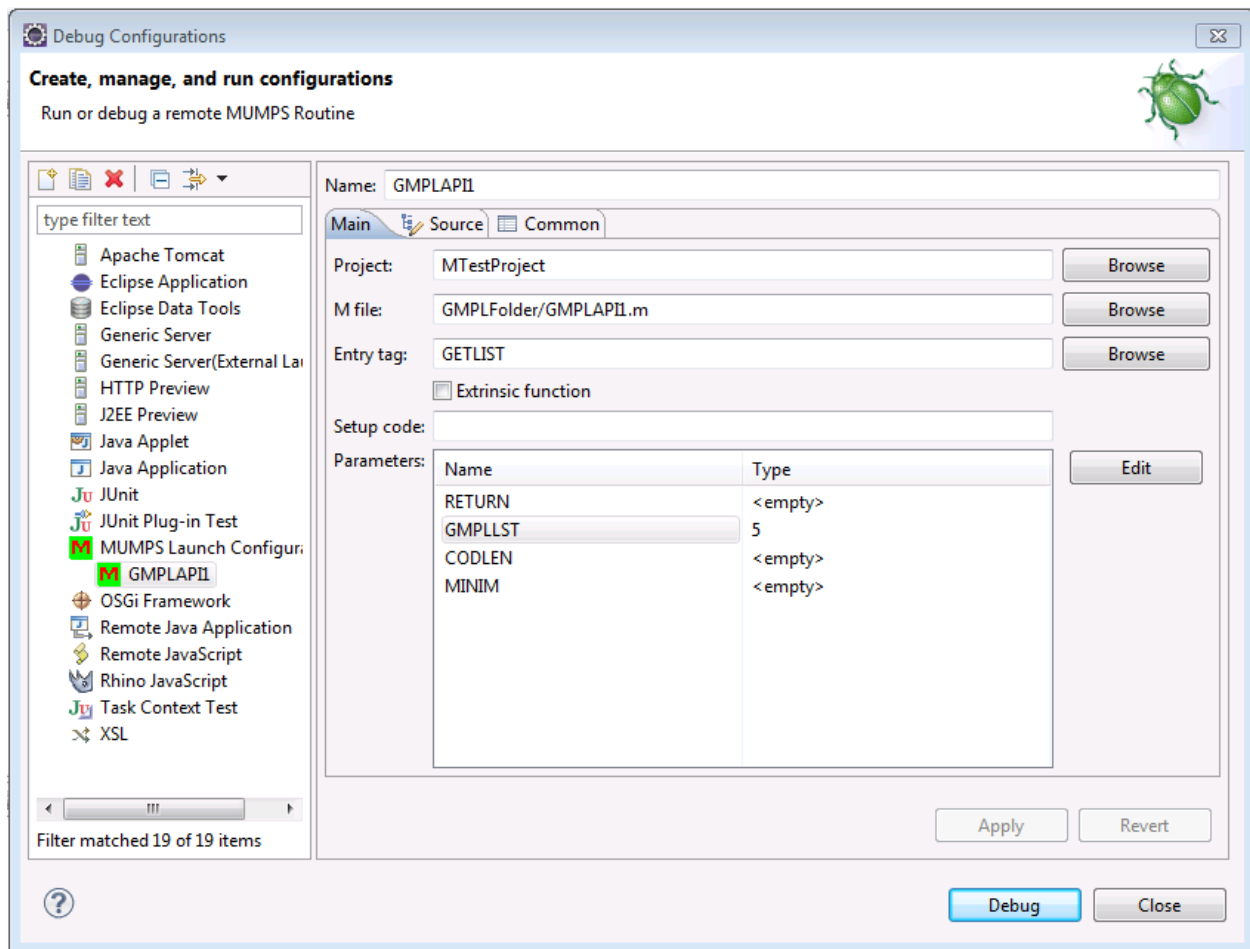 Debug Configurations
Create, manage, and run configurations
Run or debug a remote MUMPS Routine
type filter text
Apache Tomcat
Eclipse Application
Eclipse Data Tools
Generic Server
Generic Server(External Lau
HTTP Preview
J2EE Preview
Java Applet
Java Application
JUnit
JUnit Plug-in Test
MUMPS Launch Configura
GMPLAPI1
OSGi Framework
Remote Java Application
Remote JavaScript
Rhino JavaScript
Task Context Test
XSL
Filter matched 19 of 19 items
Name: GMPLAPI1
Main Source Common
Project: MTestProject Browse
M file: GMPLFolder/GMPLAPI1.m Browse
Entry tag: GETLIST Browse
Extrinsic function
Setup code:
Parameters: Name Type Edit
RETURN <empty>
GMPLLST 5
CODLEN <empty>
MINIM <empty>
Apply Revert
? Debug Close